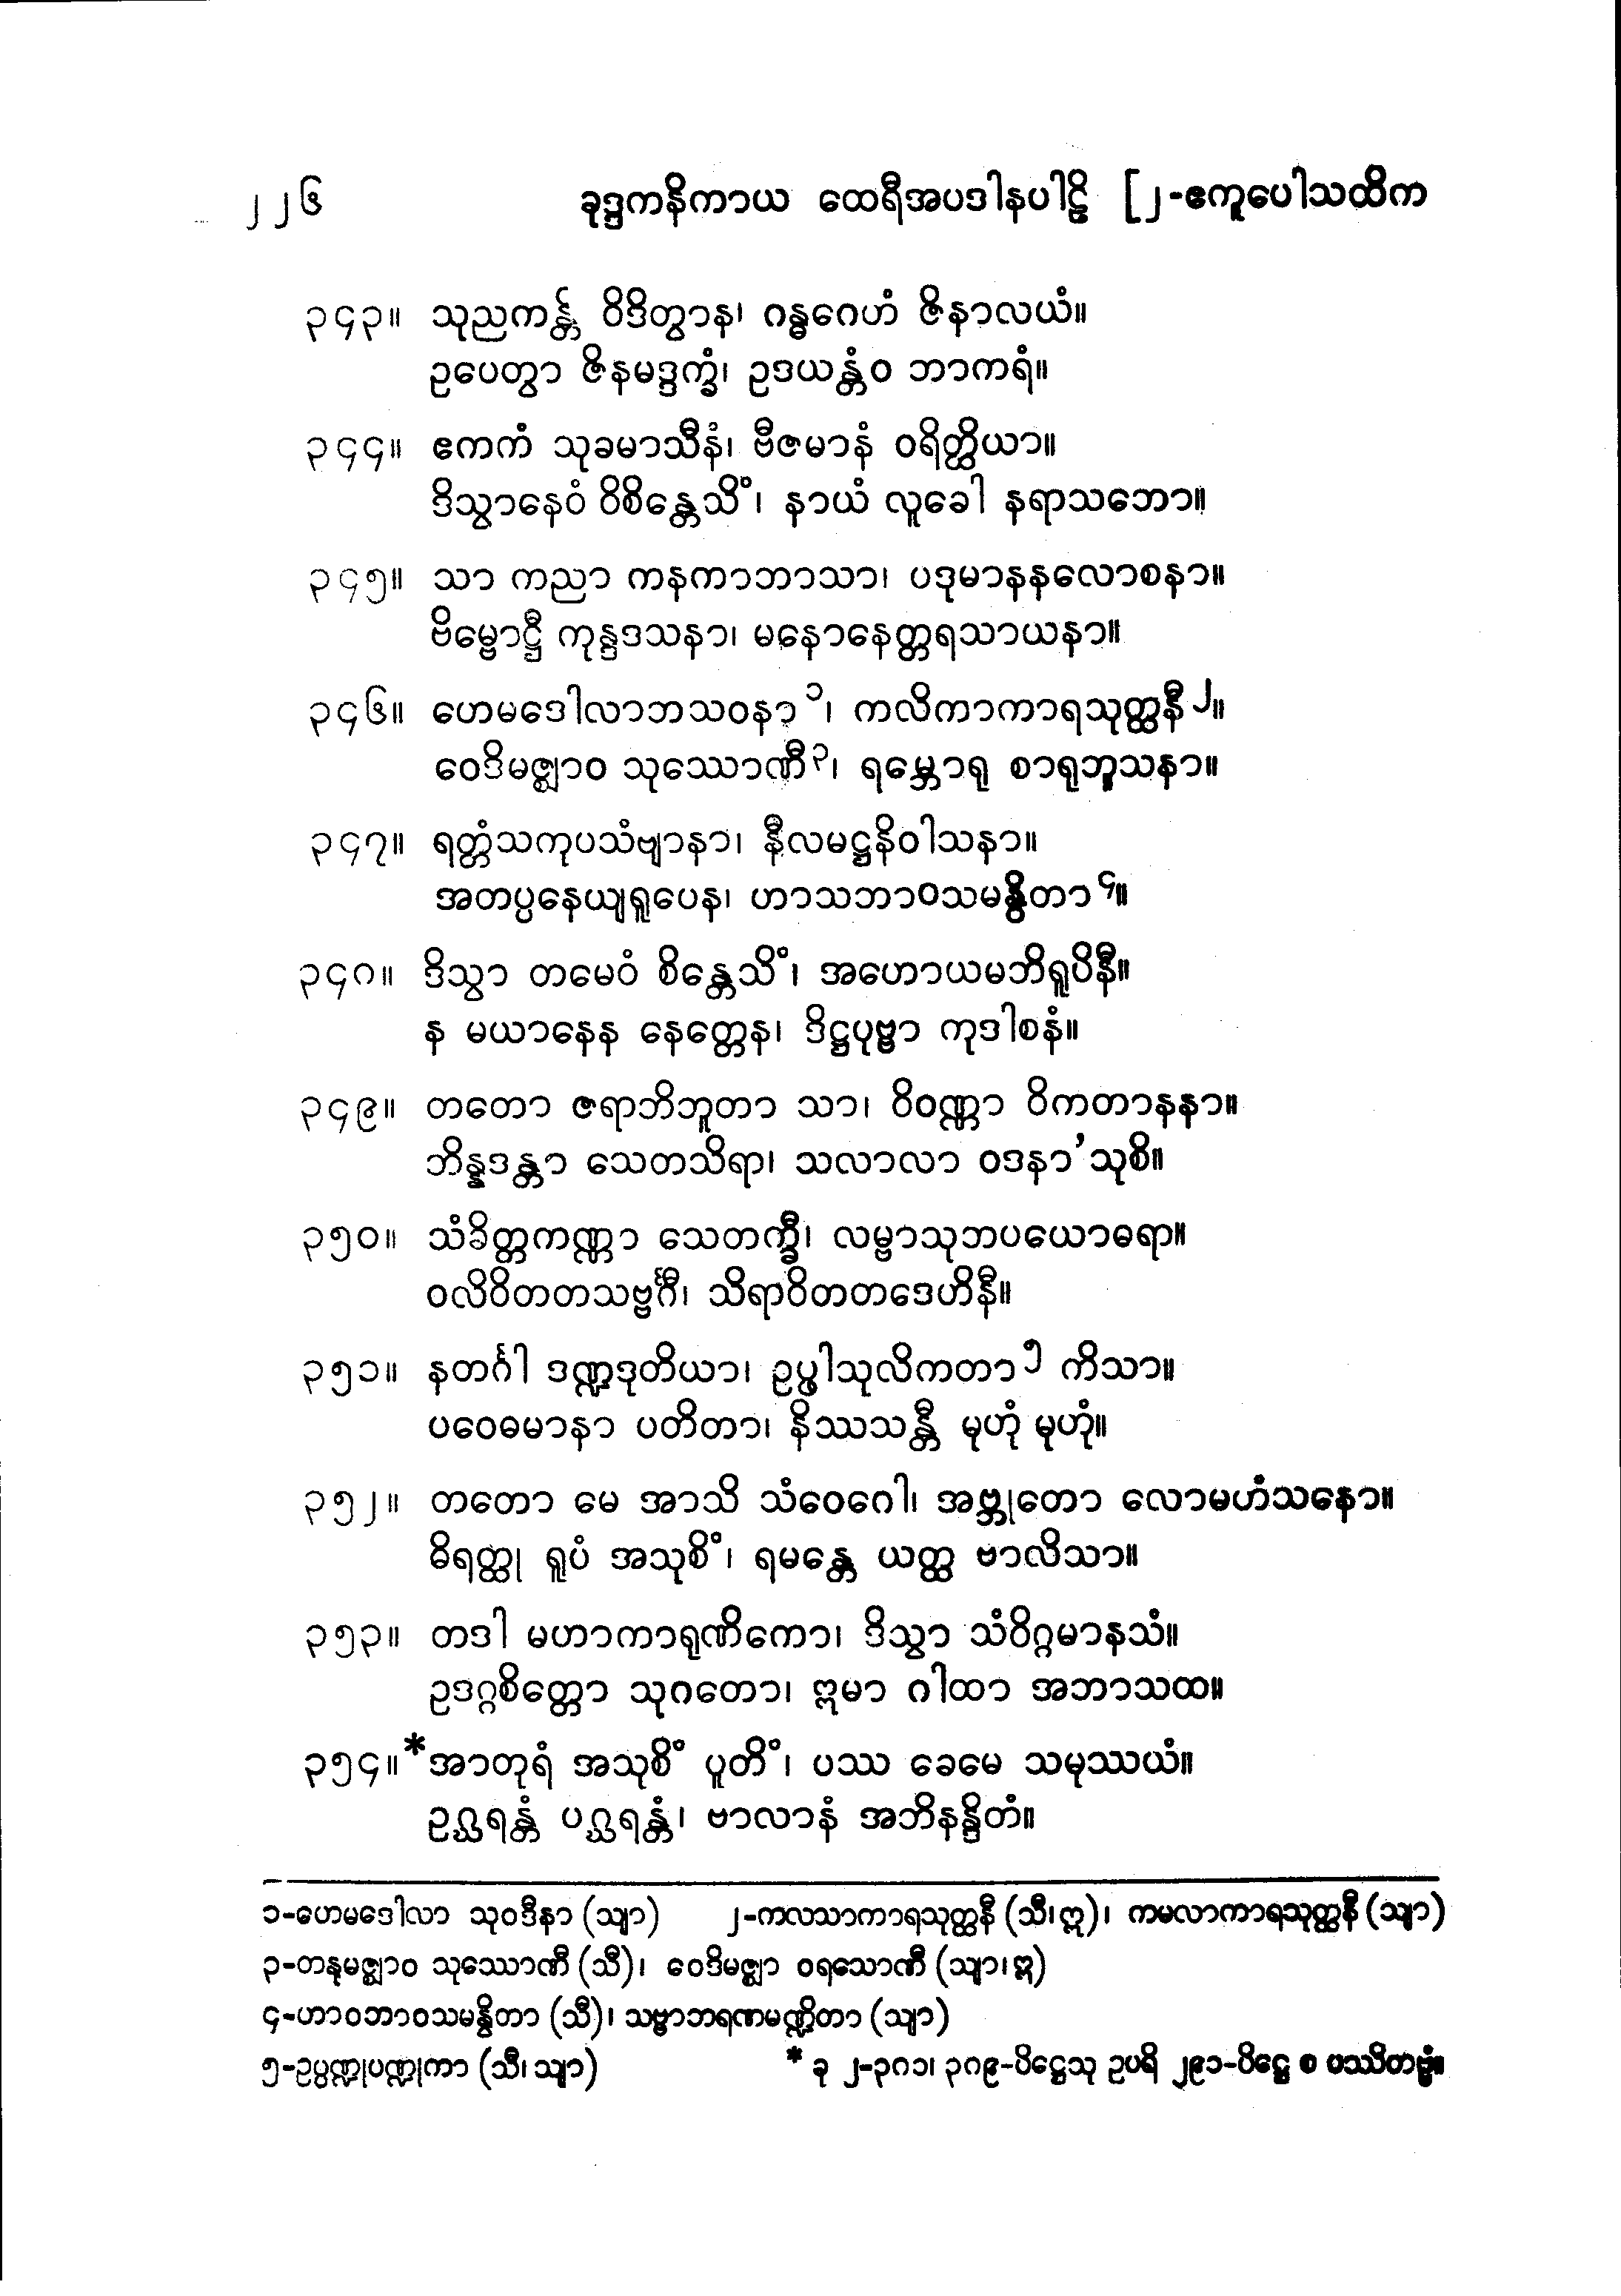 ၂၂၆ ခုဒ္ဒကနိကာယ ထေရီအပဒါနပါဠိ [၂-ဧကူပေါသထိက
၃၄၃။ သုညကန္တိ ဝိဒိတွာန၊ ဂန္ဓဂေဟံ ဇိနာလယံ။
ဥပေတွာ ဇိနမဒ္ဒက္ခံ၊ ဥဒယန္တံဝ ဘာကရံ။
၃၄၄။ ဧကကံ သုခမာသီနံ၊ ဗီဇမာနံ ဝရိတ္ထိယာ။
ဒိသွာနေဝံ ဝိစိန္တေသိံ၊ နာယံ လူခေါ နရာသဘော။
၃၄၅။ သာ ကညာ ကနကာဘာသာ၊ ပဒုမာနနလောစနာ။
ဗိမ္ဗောဋ္ဌီ ကုန္ဒဒသနာ၊ မနောနေတ္တရသာယနာ။
၃၄၆။ ဟေမဒေါလာဘသဝနာ၁၊ ကလိကာကာရသုတ္ထနီ၂။
ဝေဒိမဇ္ဈာဝ သုဿောဏီ၃၊ ရမ္ဘောရု စာရုဘူသနာ။
၃၄၇။ ရတ္တံသကုပသံဗျာနာ၊ နီလမဋ္ဌနိဝါသနာ။
အတပ္ပနေယျရူပေန၊ ဟာသဘာဝသမန္ဝိတာ၄။
၃၄၈။ ဒိသွာ တမေဝံ စိန္တေသိံ၊ အဟောယမဘိရူပိနီ။
န မယာနေန နေတ္တေန၊ ဒိဋ္ဌပုဗ္ဗာ ကုဒါစနံ။
၃၄၉။ တတော ဇရာဘိဘူတာ သာ၊ ဝိဝဏ္ဏာ ဝိကတာနနာ။
ဘိန္နဒန္တာ သေတသိရာ၊ သလာလာ ဝဒနာ’သုစိ။
၃၅၀။ သံခိတ္တကဏ္ဏာ သေတက္ခီ၊ လမ္ဗာသုဘပယောဓရာ။
ဝလိဝိတတသဗ္ဗင်္ဂီ၊ သိရာဝိတတဒေဟိနီ။
၃၅၁။ နတင်္ဂါ ဒဏ္ဍဒုတိယာ၊ ဥပ္ဖါသုလိကတာ၅ ကိသာ။
ပဝေဓမာနာ ပတိတာ၊ နိဿသန္တီ မုဟုံ မုဟုံ။
၃၅၂။ တတော မေ အာသိ သံဝေဂေါ၊ အဗ္ဘုတော လောမဟံသနော။
ဓိရတ္ထု ရူပံ အသုစိံ၊ ရမန္တေ ယတ္ထ ဗာလိသာ။
၃၅၃။ တဒါ မဟာကာရုဏိကော၊ ဒိသွာ သံဝိဂ္ဂမာနသံ။
ဥဒဂ္ဂစိတ္တော သုဂတော၊ ဣမာ ဂါထာ အဘာသထ။
၃၅၄။*အာတုရံ အသုစိံ ပူတိံ၊ ပဿ ခေမေ သမုဿယံ။
ဥဂ္ဃရန္တံ ပဂ္ဃရန္တံ၊ ဗာလာနံ အဘိနန္ဒိတံ။
၁-ဟေမဒေါလာ သုဝဒီနာ (သျာ) ၂-ကလသာကာရသုတ္ထနီ (သီ၊ ဣ)၊ ကမလာကာရသုတ္ထနီ (သျာ)
၃-တနုမဇ္ဈာဝ သုဿောဏီ (သီ)၊ ဝေဒိမဇ္ဈာ ဝရသောဏီ (သျာ၊ ဣ)
၄-ဟာဝဘာဝသမန္ဝိတာ (သီ)၊ သဗ္ဗာဘရဏမဏ္ဍိတာ (သျာ)
၅-ဥပ္ပဏ္ဍုပဏ္ဍုကာ (သီ၊ သျာ) * ခု ၂-၃၈၁၊ ၃၈၉-ပိဋ္ဌေသု ဥပရိ ၂၉၁-ပိဋ္ဌေ စ ပဿိတဗ္ဗံ။